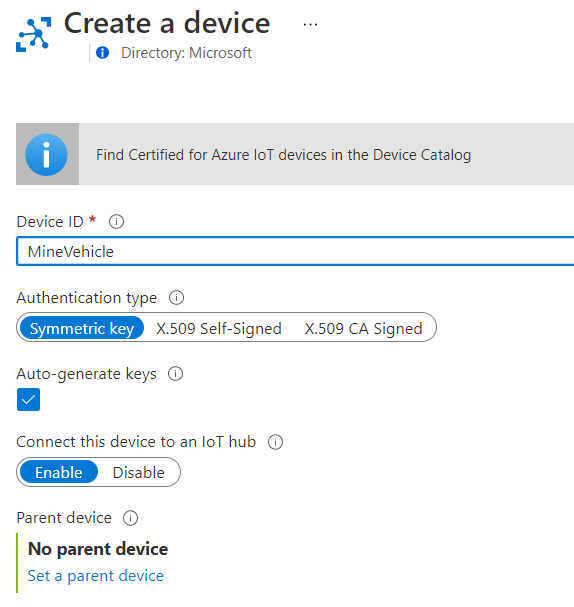 Create a device ...
Directory: Microsoft
Find Certified for Azure IoT devices in the Device Catalog
Device ID *
MineVehicle
Authentication type
Symmetric key X.509 Self-Signed X.509 CA Signed
Auto-generate keys
Connect this device to an IoT hub
Enable Disable
Parent device
No parent device
Set a parent device